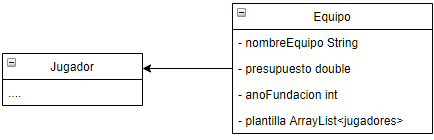 Equipo
- nombreEquipo String
- presupuesto double
- anoFundacion int
- plantilla ArrayList<jugadores>
Jugador
....